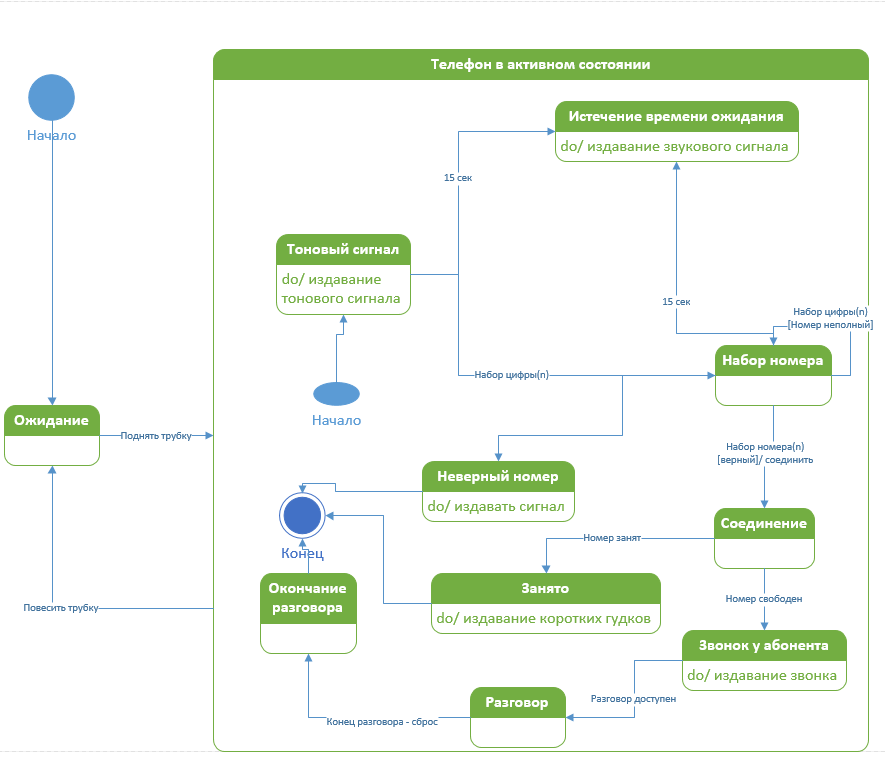 Телефон в активном состоянии
Начало
Истечение времени ожидания
do/ издавание звукового сигнала
15 сек
Тоновый сигнал
do/ издавание
тонового сигнала
15 сек
Набор цифры(n)
[Номер неполный]
Набор номера
Набор цифры(n)
Начало
Ожидание
Поднять трубку
Набор номера(n)
[верный]/ соединить
Неверный номер
do/ издавать сигнал
Соединение
Конец
Номер занят
Окончание
разговора
Занято
do/ издавание коротких гудков
Номер свободен
Повесить трубку
Звонок у абонента
do/ издавание звонка
Разговор доступен
Разговор
Конец разговора - сброс